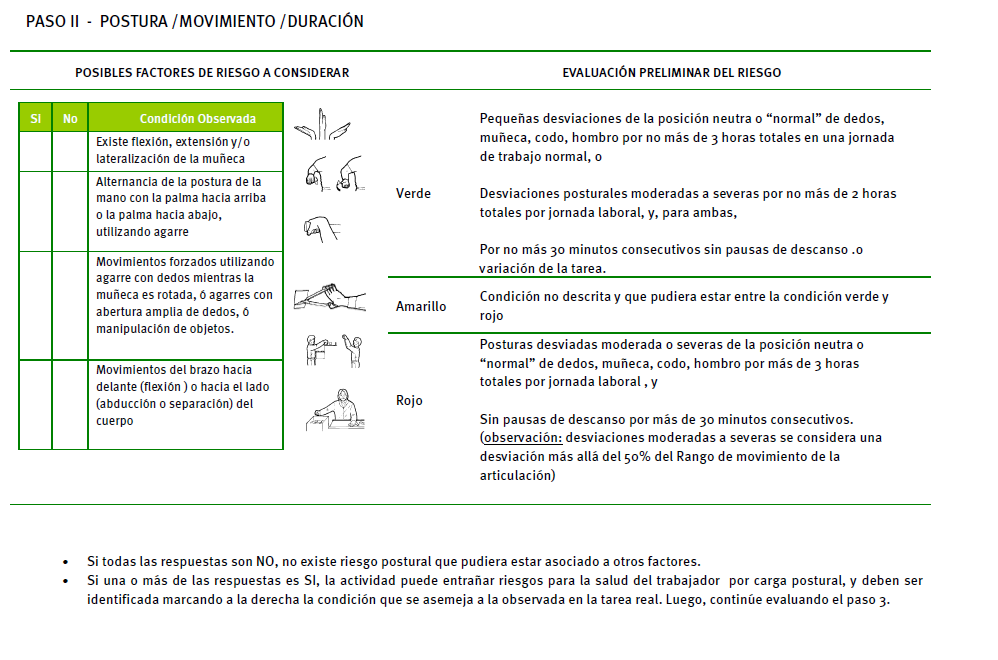 PASO II - POSTURA /MOVIMIENTO /DURACIÓN
POSIBLES FACTORES DE RIESGO A CONSIDERAR
EVALUACIÓN PRELIMINAR DEL RIESGO
SI No Condición Observada
Existe flexión, extensión y/o
lateralización de la muñeca
Alternancia de la postura de la
mano con la palma hacia arriba
o la palma hacia abajo,
utilizando agarre
Movimientos forzados utilizando
agarre con dedos mientras la
muñeca es rotada, ó agarres con
abertura amplia de dedos, ó
manipulación de objetos.
Movimientos del brazo hacia
delante (flexión ) o hacia el lado
(abducción o separación) del
cuerpo
Verde
Pequeñas desviaciones de la posición neutra o “normal” de dedos,
muñeca, codo, hombro por no más de 3 horas totales en una jornada
de trabajo normal, o
Desviaciones posturales moderadas a severas por no más de 2 horas
totales por jornada laboral, y, para ambas,
Por no más 30 minutos consecutivos sin pausas de descanso .o
variación de la tarea.
Amarillo
Condición no descrita y que pudiera estar entre la condición verde y
rojo
Rojo
Posturas desviadas moderada o severas de la posición neutra o
“normal” de dedos, muñeca, codo, hombro por más de 3 horas
totales por jornada laboral , y
Sin pausas de descanso por más de 30 minutos consecutivos.
(observación: desviaciones moderadas a severas se considera una
desviación más allá del 50% del Rango de movimiento de la
articulación)
• Si todas las respuestas son NO, no existe riesgo postural que pudiera estar asociado a otros factores.
• Si una o más de las respuestas es SI, la actividad puede entrañar riesgos para la salud del trabajador por carga postural, y deben ser
identificada marcando a la derecha la condición que se asemeja a la observada en la tarea real. Luego, continúe evaluando el paso 3.